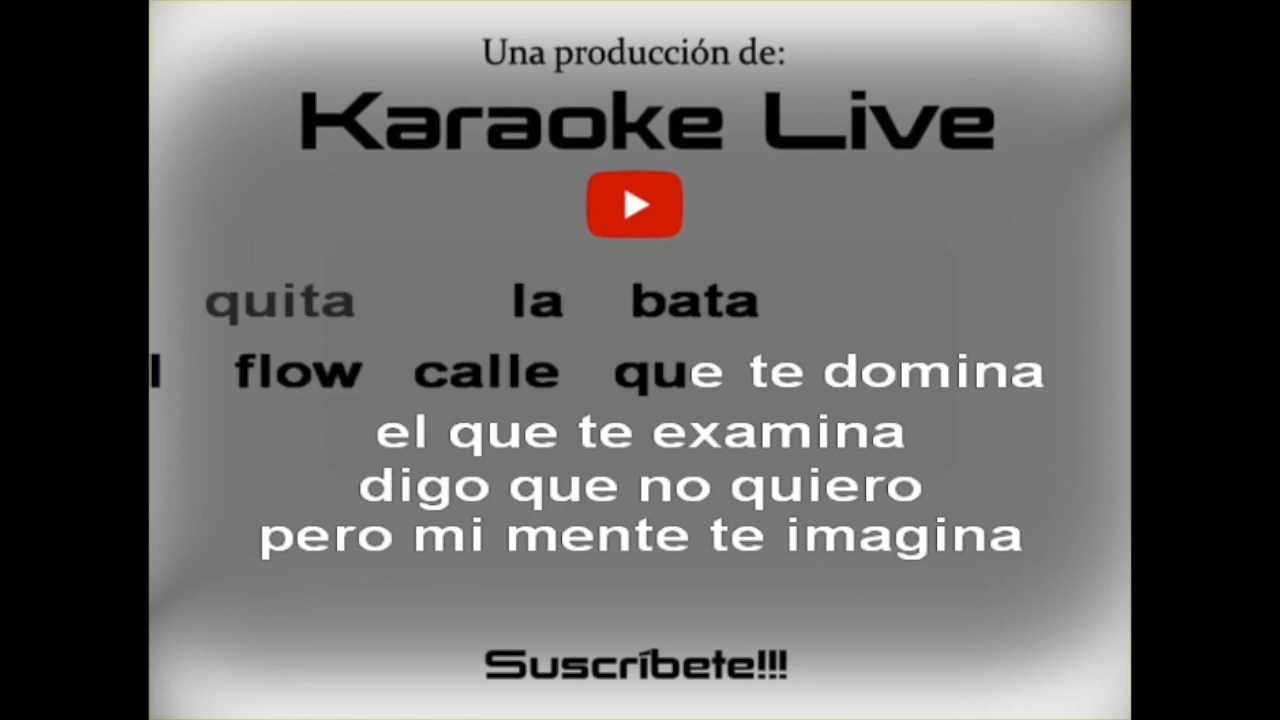 Una producción de:
Karaoke Live
quita la bata
l flow calle que te domina
el que te examina
digo que no quiero
pero mi mente te imagina
Suscríbete!!!